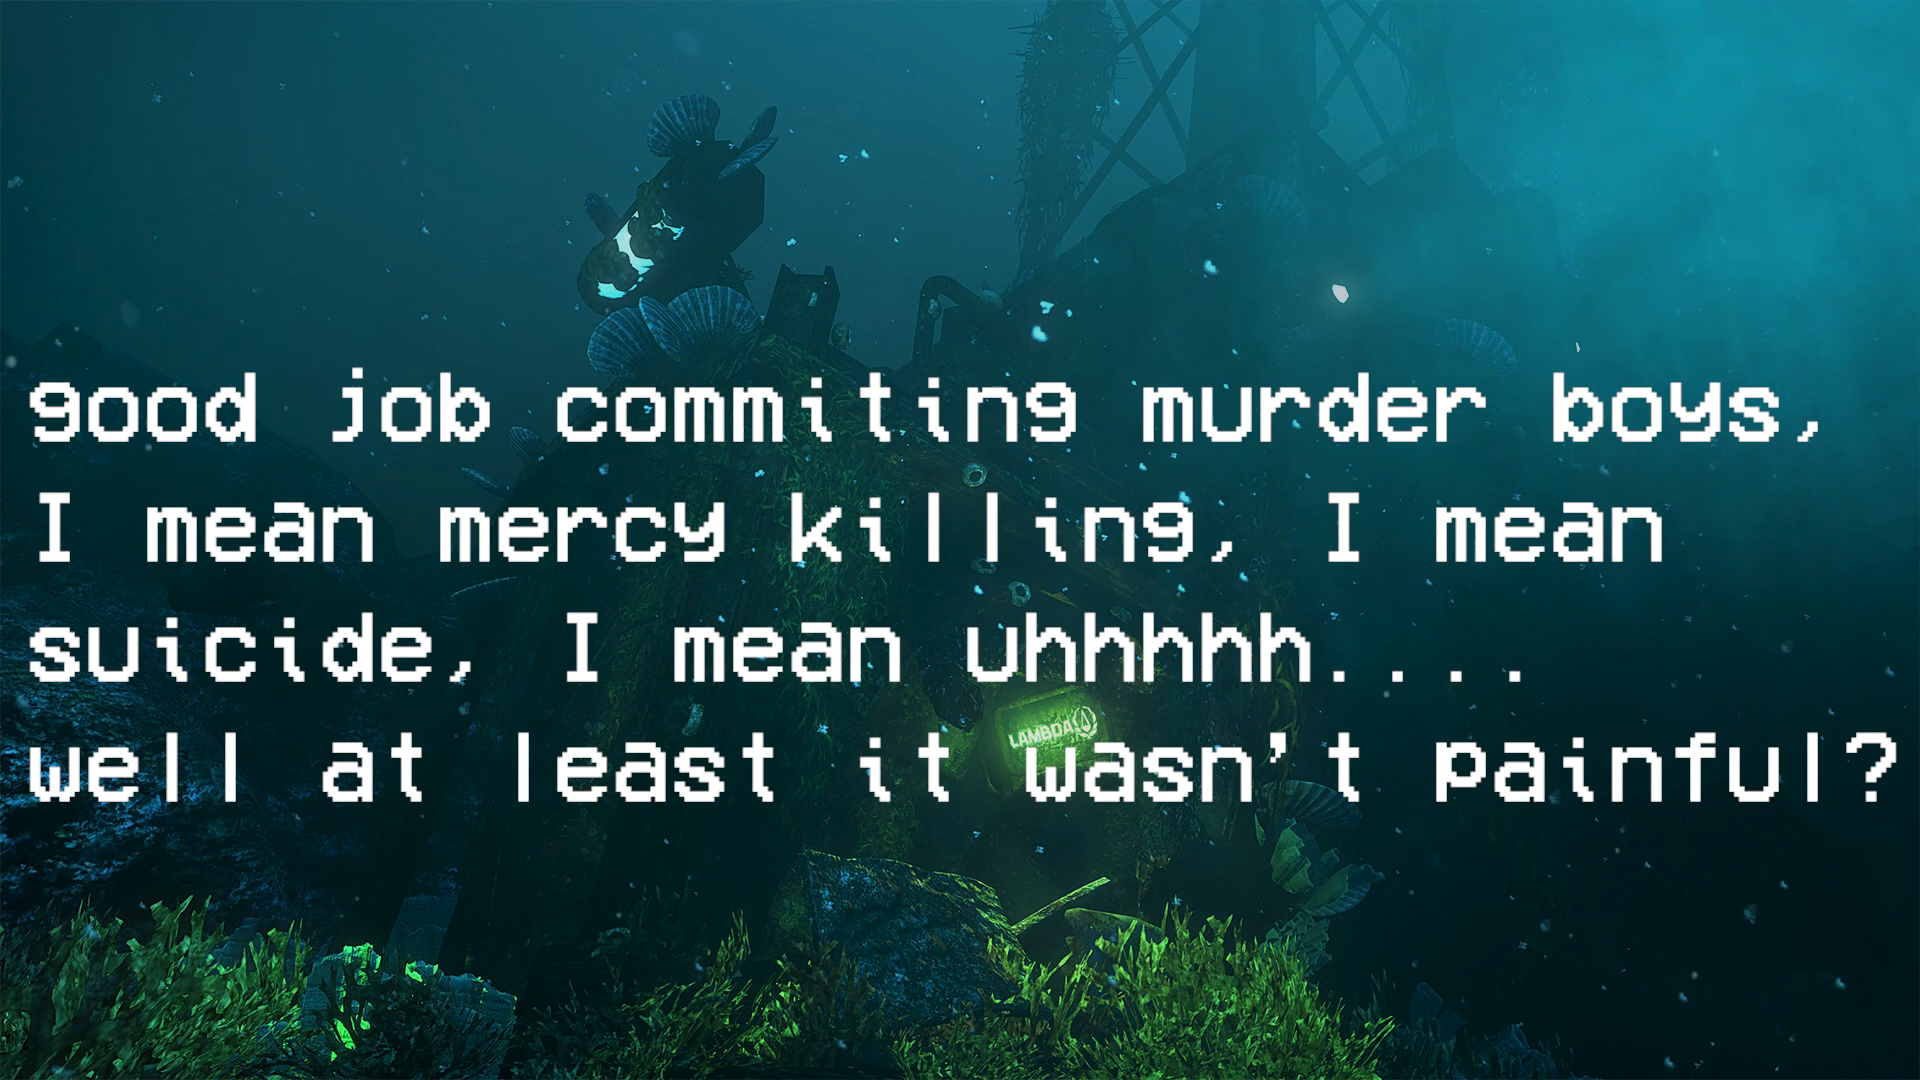 good job commiting murder boys,
I mean mercy killing, I mean
suicide, I mean uhhhhh....
LAMBDA
well at least it wasn't painful?